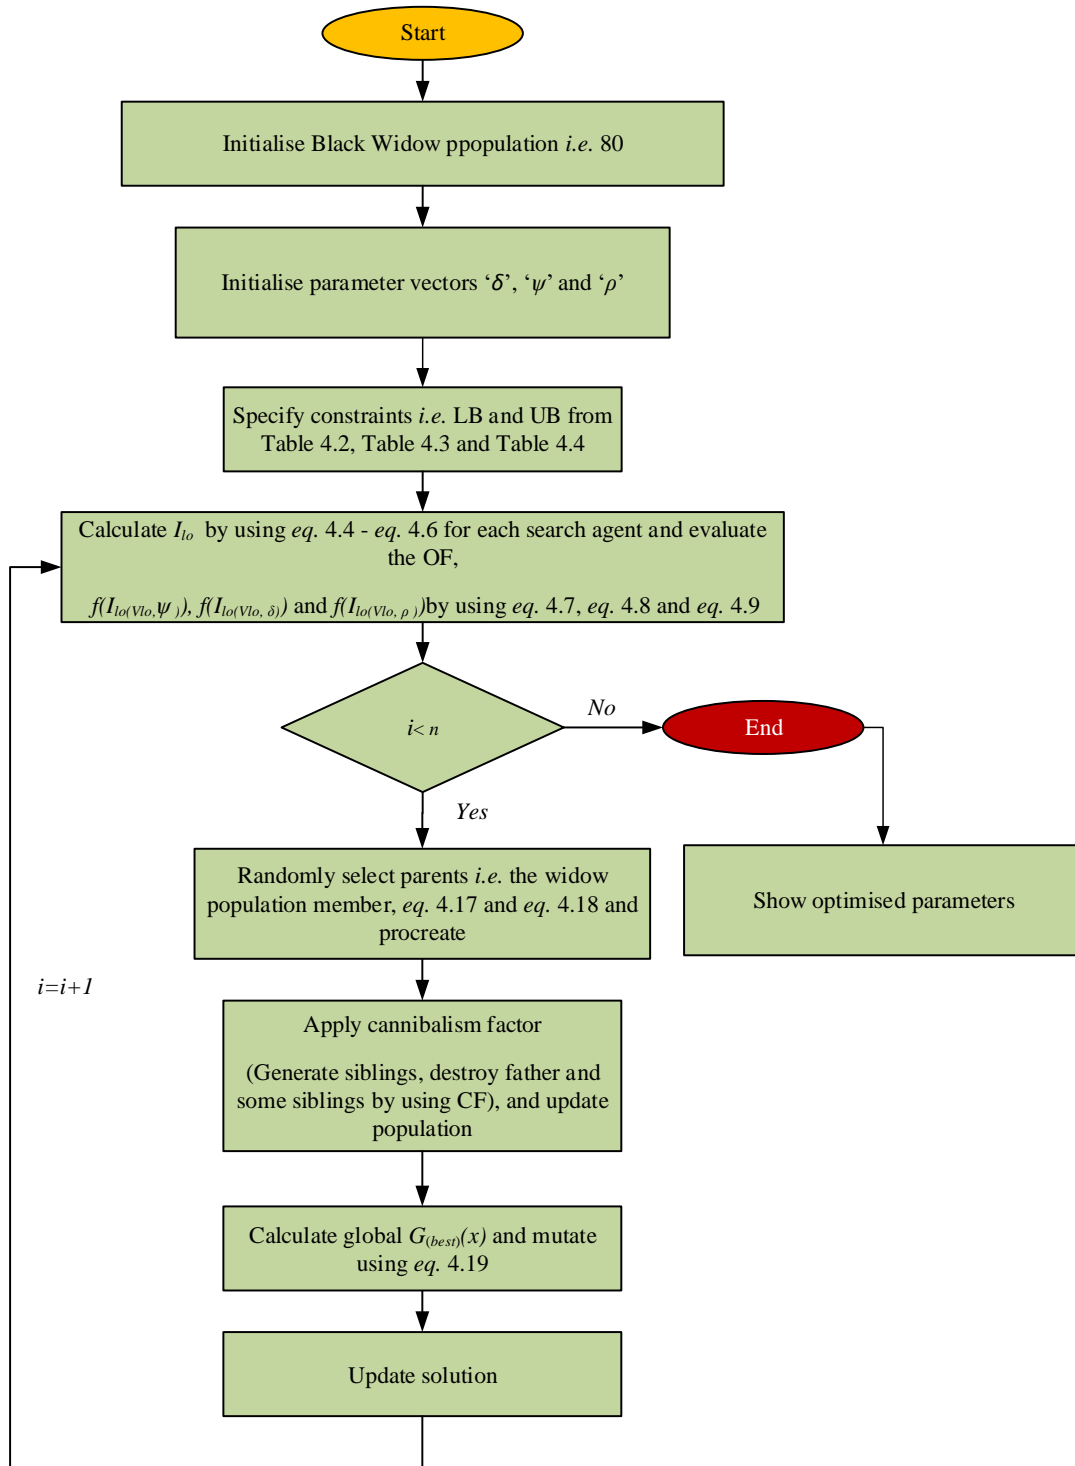 Start
Initialise Black Widow ppopulation i.e. 80
Initialise parameter vectors ‘δ’, ‘ψ’ and ‘ρ’
Specify constraints i.e. LB and UB from
Table 4.2, Table 4.3 and Table 4.4
Calculate Ilo by using eq. 4.4 - eq. 4.6 for each search agent and evaluate
the OF,
f(Ilo(Vlo,ψ)), f(Ilo(Vlo, δ)) and f(Ilo(Vlo, ρ))by using eq. 4.7, eq. 4.8 and eq. 4.9
i< n
No
End
Yes
Show optimised parameters
Randomly select parents i.e. the widow
population member, eq. 4.17 and eq. 4.18 and
procreate
i=i+1
Apply cannibalism factor
(Generate siblings, destroy father and
some siblings by using CF), and update
population
Calculate global G(best)(x) and mutate
using eq. 4.19
Update solution